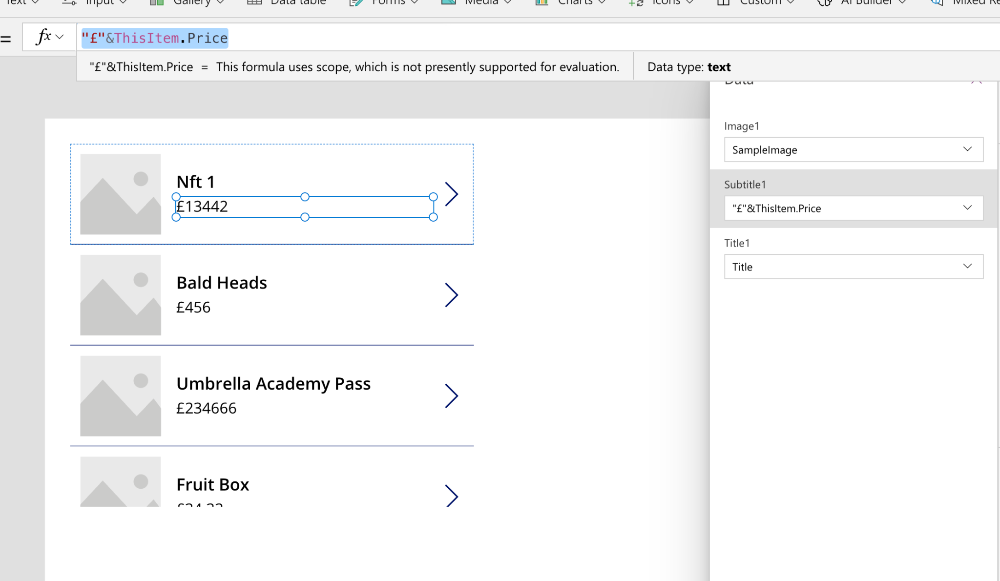 Text Input Gallery Data table Forms Media Charts Icons Custom AI Builder Mixed Re
= fx "£"&ThisItem.Price
"£"&ThisItem.Price = This formula uses scope, which is not presently supported for evaluation. Data type: text
Data
Image1
SampleImage
Subtitle1
"£"&ThisItem.Price
Title1
Title
Nft 1
£13442
Bald Heads
£456
Umbrella Academy Pass
£234666
Fruit Box